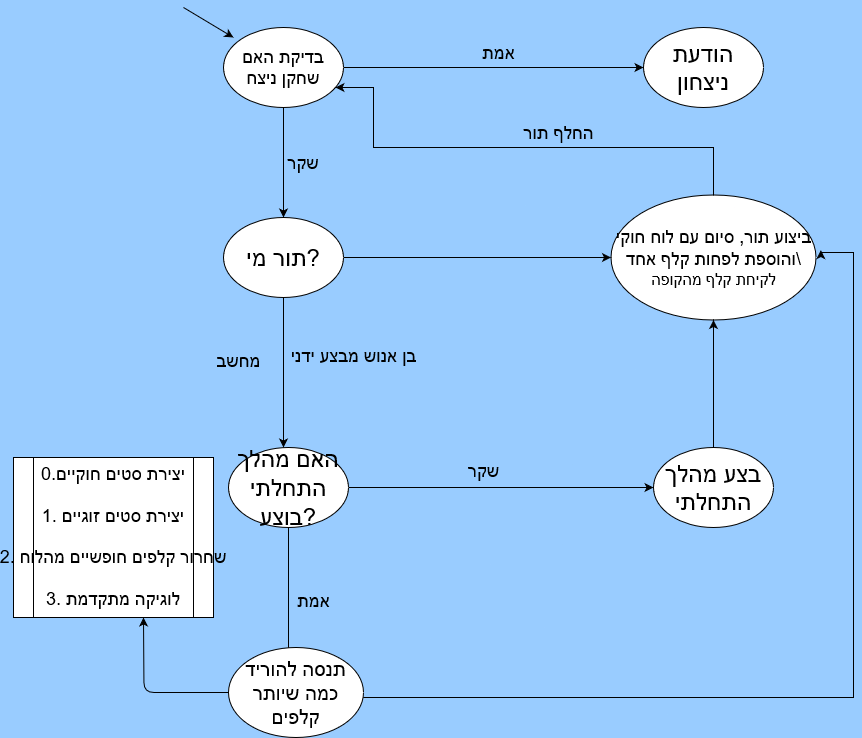 בדיקת האם
שחקן ניצח
אמת
הודעת
ניצחון
החלף תור
שקר
תור מי?
ביצוע תור, סיום עם לוח חוקי
והוספת לפחות קלף אחד\
לקיחת קלף מהקופה
בן אנוש מבצע ידני
מחשב
האם מהלך
התחלתי
בוצע?
שקר
בצע מהלך
התחלתי
0.יצירת סטים חוקיים
1. יצירת סטים זוגיים
2. שחרור קלפים חופשיים מהלוח
3. לוגיקה מתקדמת
אמת
תנסה להוריד
כמה שיותר
קלפים